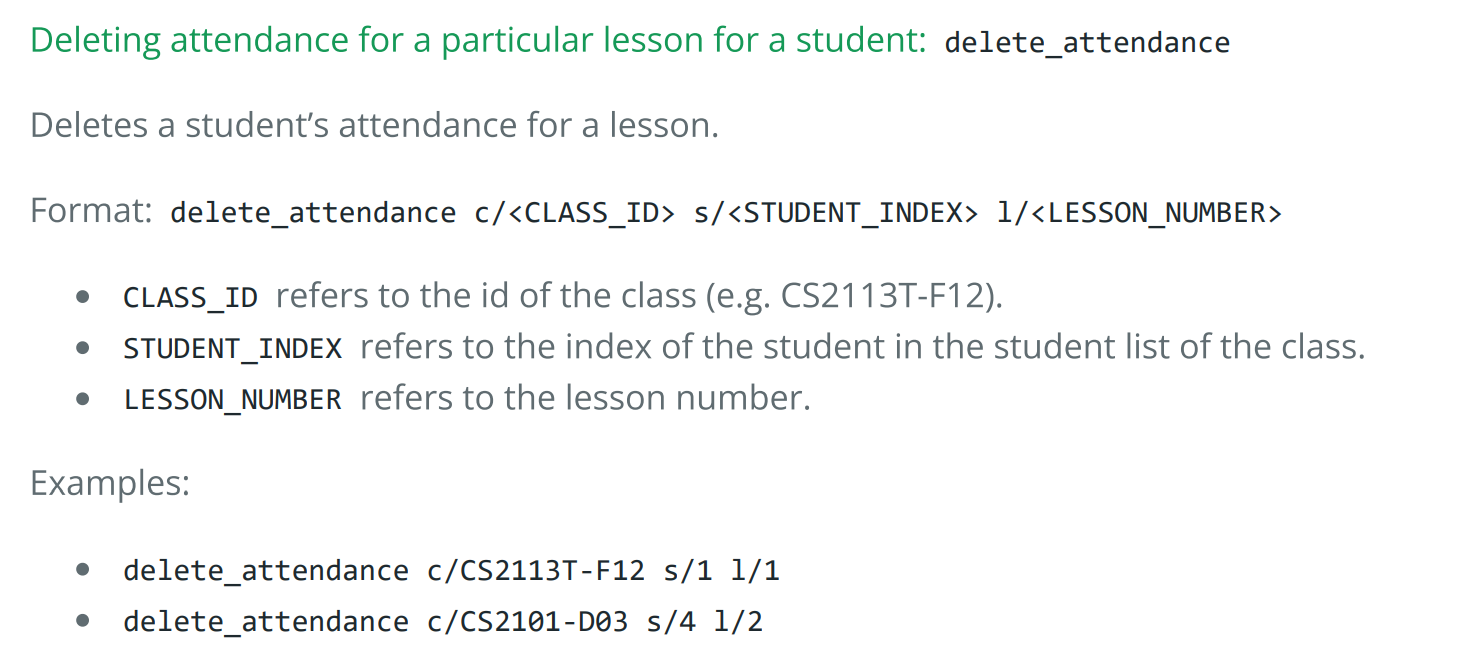 Deleting attendance for a particular lesson for a student: delete_attendance
Deletes a student’s attendance for a lesson.
Format: delete_attendance c/<CLASS_ID> s/<STUDENT_INDEX> l/<LESSON_NUMBER>
• CLASS_ID refers to the id of the class (e.g. CS2113T-F12).
• STUDENT_INDEX refers to the index of the student in the student list of the class.
• LESSON_NUMBER refers to the lesson number.
Examples:
• delete_attendance c/CS2113T-F12 s/1 l/1
• delete_attendance c/CS2101-D03 s/4 l/2